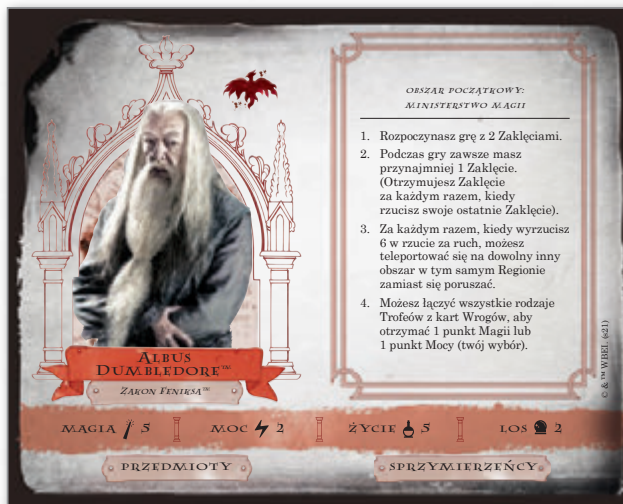 OBSZAR POCZĄTKOWY:
MINISTERSTWO MAGII
1. Rozpoczynasz grę z 2 Zaklęciami.
2. Podczas gry zawsze masz
przynajmniej 1 Zaklęcie.
(Otrzymujesz Zaklęcie
za każdym razem, kiedy
rzucisz swoje ostatnie Zaklęcie).
3. Za każdym razem, kiedy wyrzucisz
6 w rzucie za ruch, możesz
teleportować się na dowolny inny
obszar w tym samym Regionie
zamiast się poruszać.
4. Możesz łączyć wszystkie rodzaje
Trofeów z kart Wrogów, aby
otrzymać 1 punkt Magii lub
1 punkt Mocy (twój wybór).
ALBUS
DUMBLEDORE™
ZAKON FENIKSA™
© & ™ WBEI. (s21)
MAGIA 5 MOC 2 ŻYCIE 5 LOS 2
PRZEDMIOTY SPRZYMIERZEŃCY